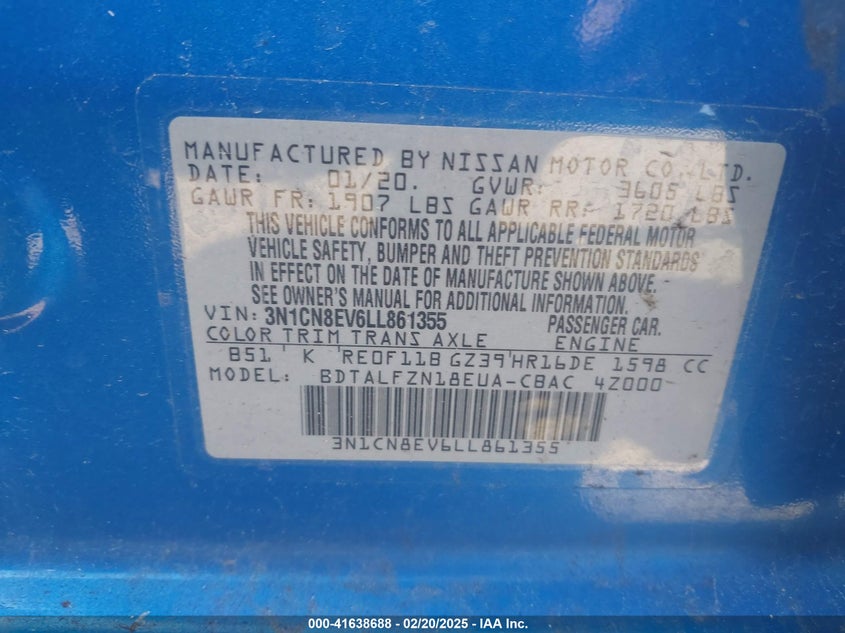 MANUFACTURED BY NISSAN MOTOR CO., LTD.
DATE: 01/20. GVWR: 3605 LBS
GAWR FR: 1907 LBS GAWR RR: 1720 LBS
THIS VEHICLE CONFORMS TO ALL APPLICABLE FEDERAL MOTOR
VEHICLE SAFETY, BUMPER AND THEFT PREVENTION STANDARDS
IN EFFECT ON THE DATE OF MANUFACTURE SHOWN ABOVE.
SEE OWNER'S MANUAL FOR ADDITIONAL INFORMATION.
VIN: 3N1CN8EV6LL861355 PASSENGER CAR.
COLOR TRIM TRANS AXLE ENGINE
B51 K RE0F11B GZ39 HR16DE 1598 CC
MODEL: BDTALFZN18EUA-CBAC 4Z000
3N1CN8EV6LL861355
000-41638688 - 02/20/2025 - IAA Inc.